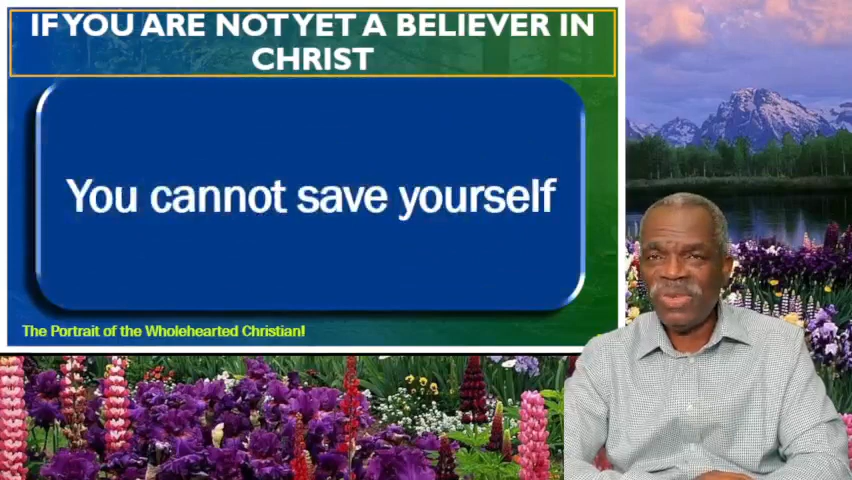 IF YOU ARE NOT YET A BELIEVER IN
CHRIST
You cannot save yourself
The Portrait of the Wholehearted Christian!